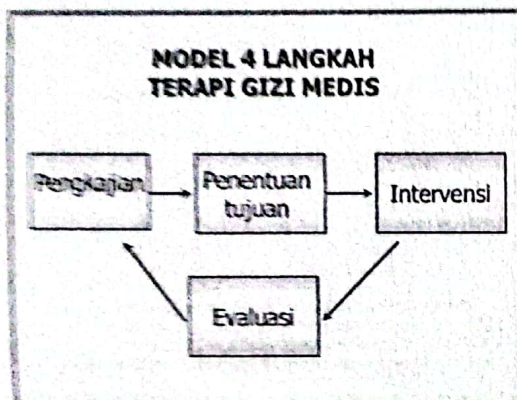 MODEL 4 LANGKAH
TERAPI GIZI MEDIS
Pengkajian
Penentuan
tujuan
Intervensi
Evaluasi